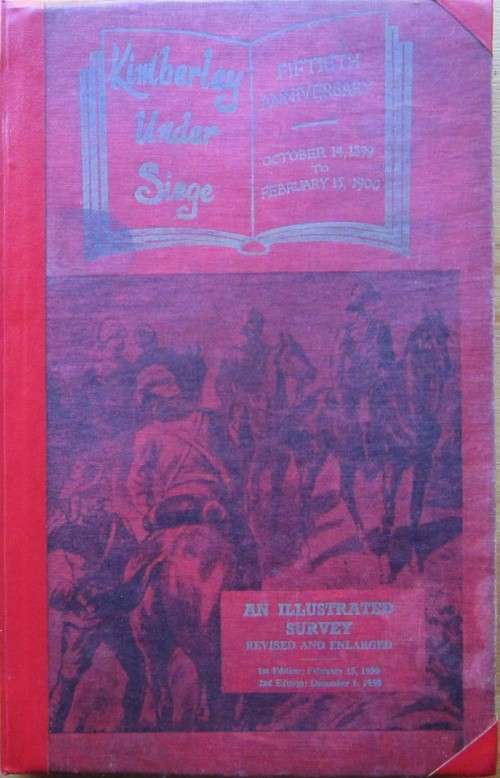 Kimberley
Under
Siege
FIFTIETH
ANNIVERSARY
OCTOBER 14, 1899
TO
FEBRUARY 15, 1900
AN ILLUSTRATED
SURVEY
REVISED AND ENLARGED
1st Edition: February 15, 1950
2nd Edition: December 1, 1950